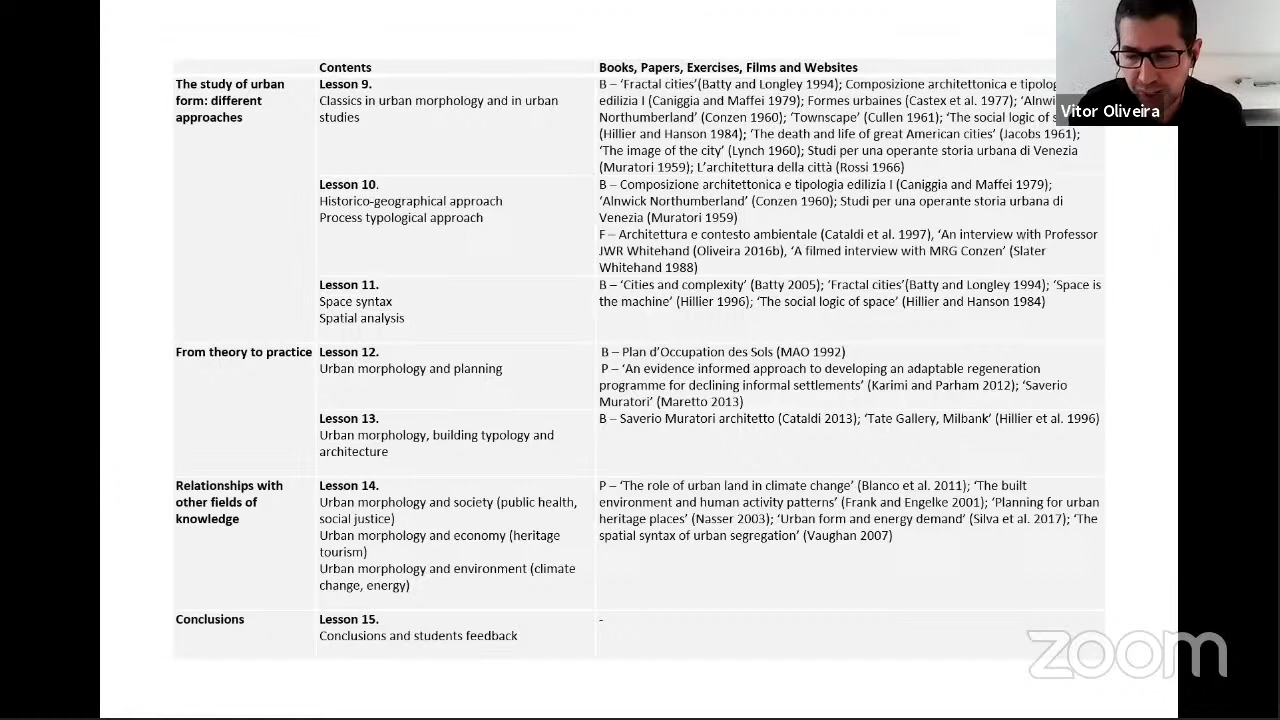 Contents Books, Papers, Exercises, Films and Websites
The study of urban
form: different
approaches
Lesson 9.
Classics in urban morphology and in urban
studies
B – ‘Fractal cities’(Batty and Longley 1994); Composizione architettonica e
edilizia I (Caniggia and Maffei 1979); Formes urbaines (Castex et al. 1977);
Northumberland’ (Conzen 1960); ‘Townscape’ (Cullen 1961); ‘The social logic of
(Hillier and Hanson 1984); ‘The death and life of great American cities’ (Jacobs 1961);
‘The image of the city’ (Lynch 1960); Studi per una operante storia urbana di Venezia
(Muratori 1959); L’architettura della città (Rossi 1966)
Lesson 10.
Historico-geographical approach
Process typological approach
B – Composizione architettonica e tipologia edilizia I (Caniggia and Maffei 1979);
‘Alnwick Northumberland’ (Conzen 1960); Studi per una operante storia urbana di
Venezia (Muratori 1959)
F – Architettura e contesto ambientale (Cataldi et al. 1997), ‘An interview with Professor
JWR Whitehand (Oliveira 2016b), ‘A filmed interview with MRG Conzen’ (Slater
Whitehand 1988)
Lesson 11.
Space syntax
Spatial analysis
B – ‘Cities and complexity’ (Batty 2005); ‘Fractal cities’(Batty and Longley 1994); ‘Space is
the machine’ (Hillier 1996); ‘The social logic of space’ (Hillier and Hanson 1984)
From theory to practice
Lesson 12.
Urban morphology and planning
B – Plan d’Occupation des Sols (MAO 1992)
P – ‘An evidence informed approach to developing an adaptable regeneration
programme for declining informal settlements’ (Karimi and Parham 2012); ‘Saverio
Muratori’ (Maretto 2013)
Lesson 13.
Urban morphology, building typology and
architecture
B – Saverio Muratori architetto (Cataldi 2013); ‘Tate Gallery, Milbank’ (Hillier et al. 1996)
Relationships with
other fields of
knowledge
Lesson 14.
Urban morphology and society (public health,
social justice)
Urban morphology and economy (heritage
tourism)
Urban morphology and environment (climate
change, energy)
P – ‘The role of urban land in climate change’ (Blanco et al. 2011); ‘The built
environment and human activity patterns’ (Frank and Engelke 2001); ‘Planning for urban
heritage places’ (Nasser 2003); ‘Urban form and energy demand’ (Silva et al. 2017); ‘The
spatial syntax of urban segregation’ (Vaughan 2007)
Conclusions
Lesson 15.
Conclusions and students feedback
-
Vitor Oliveira
zoom